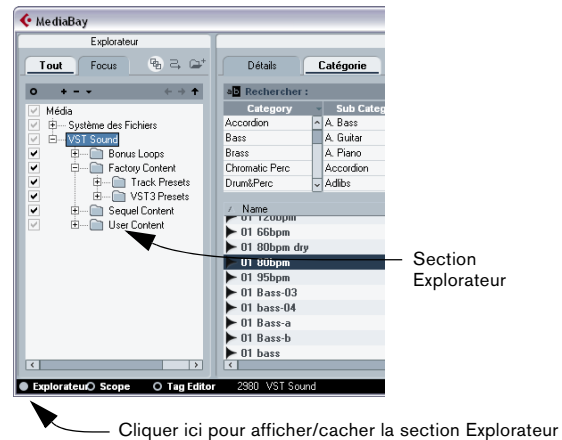 MediaBay
Explorateur
Tout Focus
Média
Système des Fichiers
VST Sound
Bonus Loops
Factory Content
Track Presets
VST3 Presets
Sequel Content
User Content
Détails Catégorie
Rechercher :
Category Sub Categ
Accordion A. Bass
Bass A. Guitar
Brass A. Piano
Chromatic Perc Accordion
Drum&Perc Adlibs
Name
01 120bpm
01 66bpm
01 80bpm dry
01 80bpm
01 95bpm
01 Bass-03
01 bass-04
01 Bass-a
01 Bass-b
01 bass
Explorateur Scope Tag Editor 2980 VST Sound
Section
Explorateur
Cliquer ici pour afficher/cacher la section Explorateur